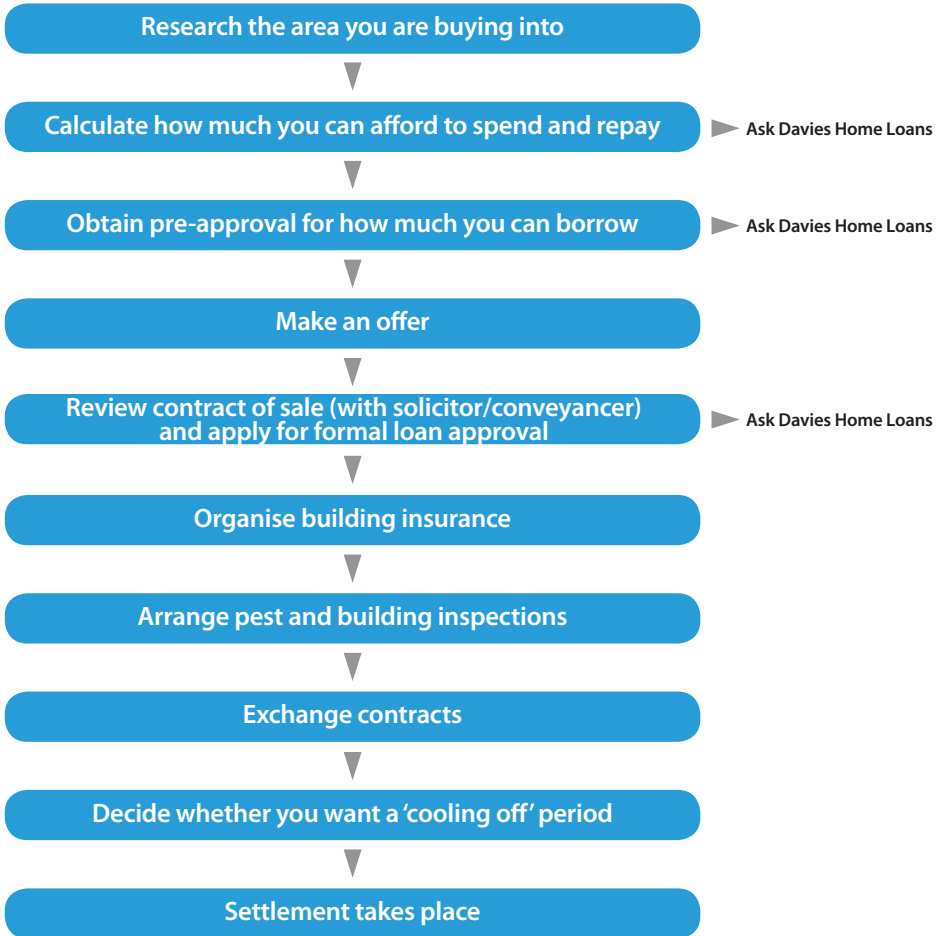 Research the area you are buying into
Calculate how much you can afford to spend and repay
Ask Davies Home Loans
Obtain pre-approval for how much you can borrow
Ask Davies Home Loans
Make an offer
Review contract of sale (with solicitor/conveyancer)
and apply for formal loan approval
Ask Davies Home Loans
Organise building insurance
Arrange pest and building inspections
Exchange contracts
Decide whether you want a ‘cooling off’ period
Settlement takes place